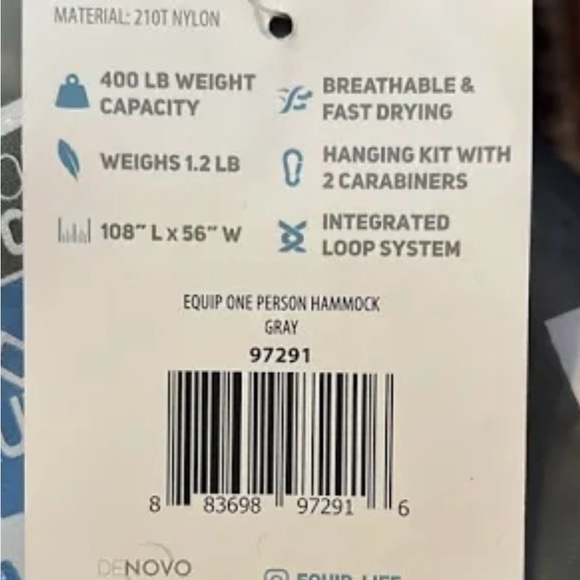 MATERIAL: 210T NYLON
400 LB WEIGHT
CAPACITY
BREATHABLE &
FAST DRYING
WEIGHS 1.2 LB
HANGING KIT WITH
2 CARABINERS
108" L x 56" W
INTEGRATED
LOOP SYSTEM
EQUIP ONE PERSON HAMMOCK
GRAY
97291
8 83698 97291 6
DENOVO
EQUIP_LIFE